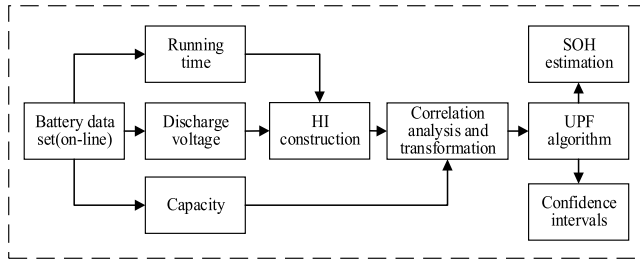 Running
time
SOH
estimation
Battery data
set(on-line)
Discharge
voltage
HI
construction
Correlation
analysis and
transformation
UPF
algorithm
Capacity
Confidence
intervals